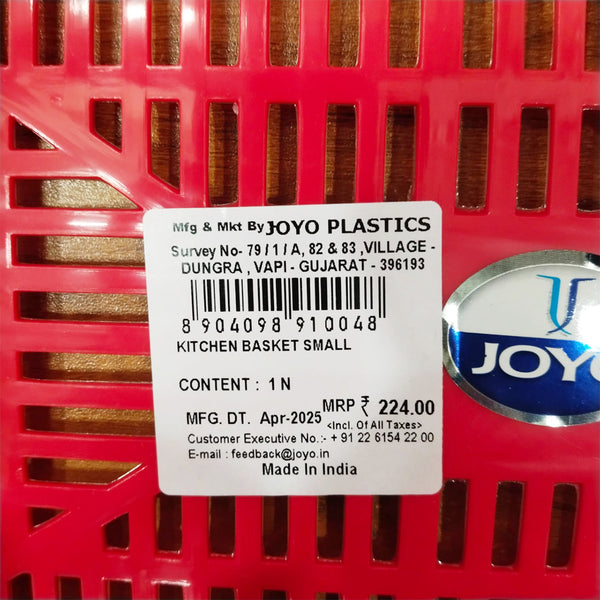 Mfg & Mkt By JOYO PLASTICS
Survey No- 79 / 1 / A, 82 & 83 ,VILLAGE -
DUNGRA , VAPI - GUJARAT - 396193
8 904098 910048
KITCHEN BASKET SMALL
CONTENT : 1 N
MFG. DT. Apr-2025 MRP ₹ 224.00
<Incl. Of All Taxes>
Customer Executive No.:- + 91 22 6154 22 00
E-mail : feedback@joyo.in
Made In India
JOYO